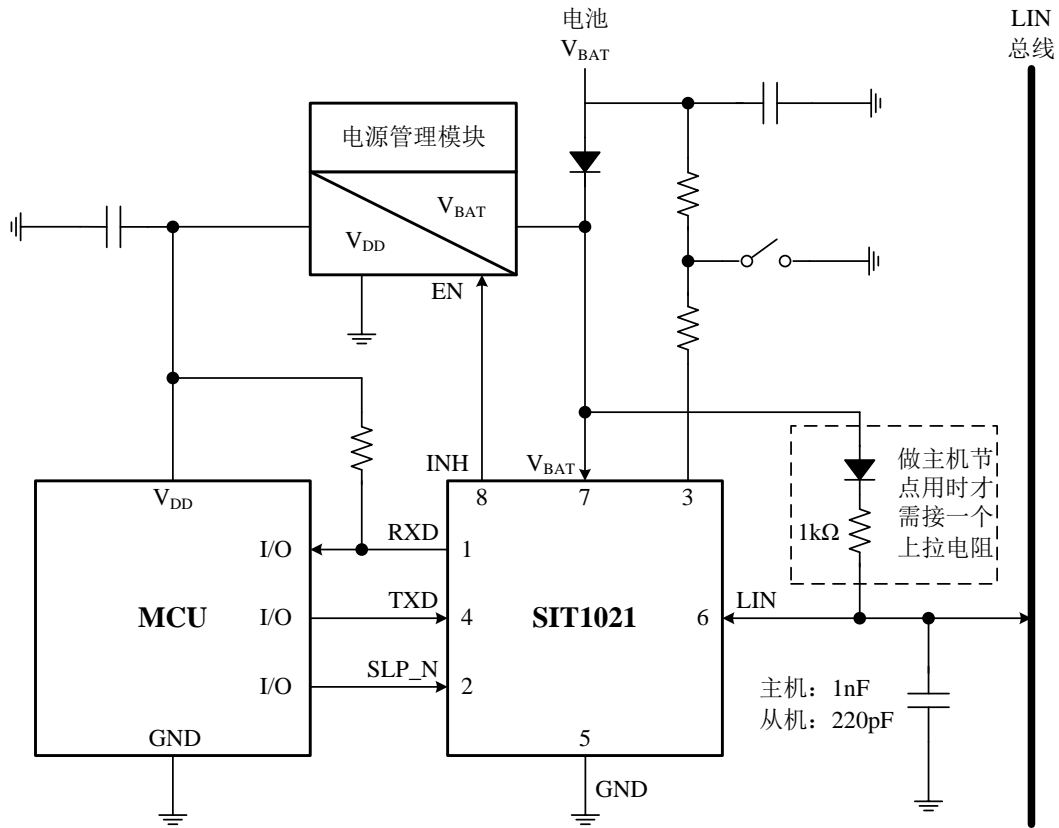 电池
V_BAT
LIN
总线
电源管理模块
V_BAT
V_DD
EN
INH
V_BAT
8
7
3
做主机节
点用时才
需接一个
上拉电阻
1kΩ
V_DD
I/O
RXD
1
MCU
I/O
TXD
4
SIT1021
6
LIN
I/O
SLP_N
2
主机：1nF
从机：220pF
GND
5
GND